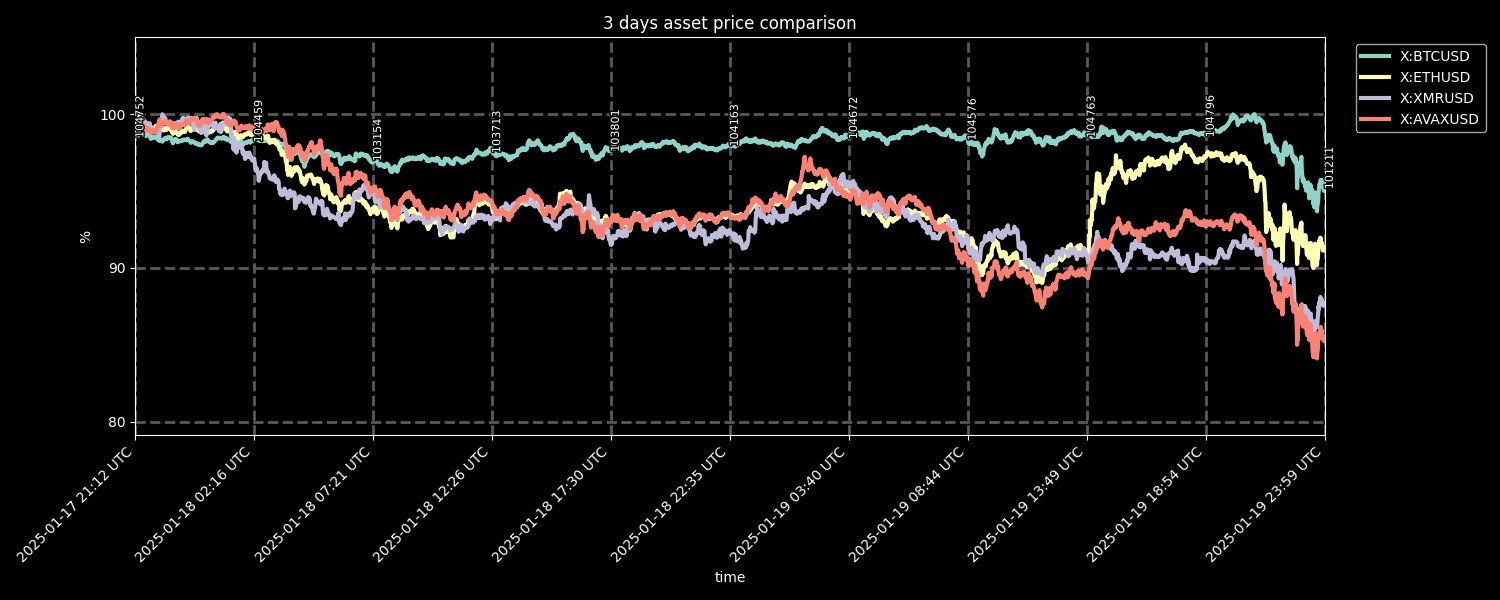 3 days asset price comparison
X:BTCUSD
X:ETHUSD
X:XMRUSD
X:AVAXUSD
100
90
80
%
104752
104459
103154
103713
103801
104163
104672
104576
104763
104796
101211
2025-01-17 21:12 UTC
2025-01-18 02:16 UTC
2025-01-18 07:21 UTC
2025-01-18 12:26 UTC
2025-01-18 17:30 UTC
2025-01-18 22:35 UTC
2025-01-19 03:40 UTC
2025-01-19 08:44 UTC
2025-01-19 13:49 UTC
2025-01-19 18:54 UTC
2025-01-19 23:59 UTC
time